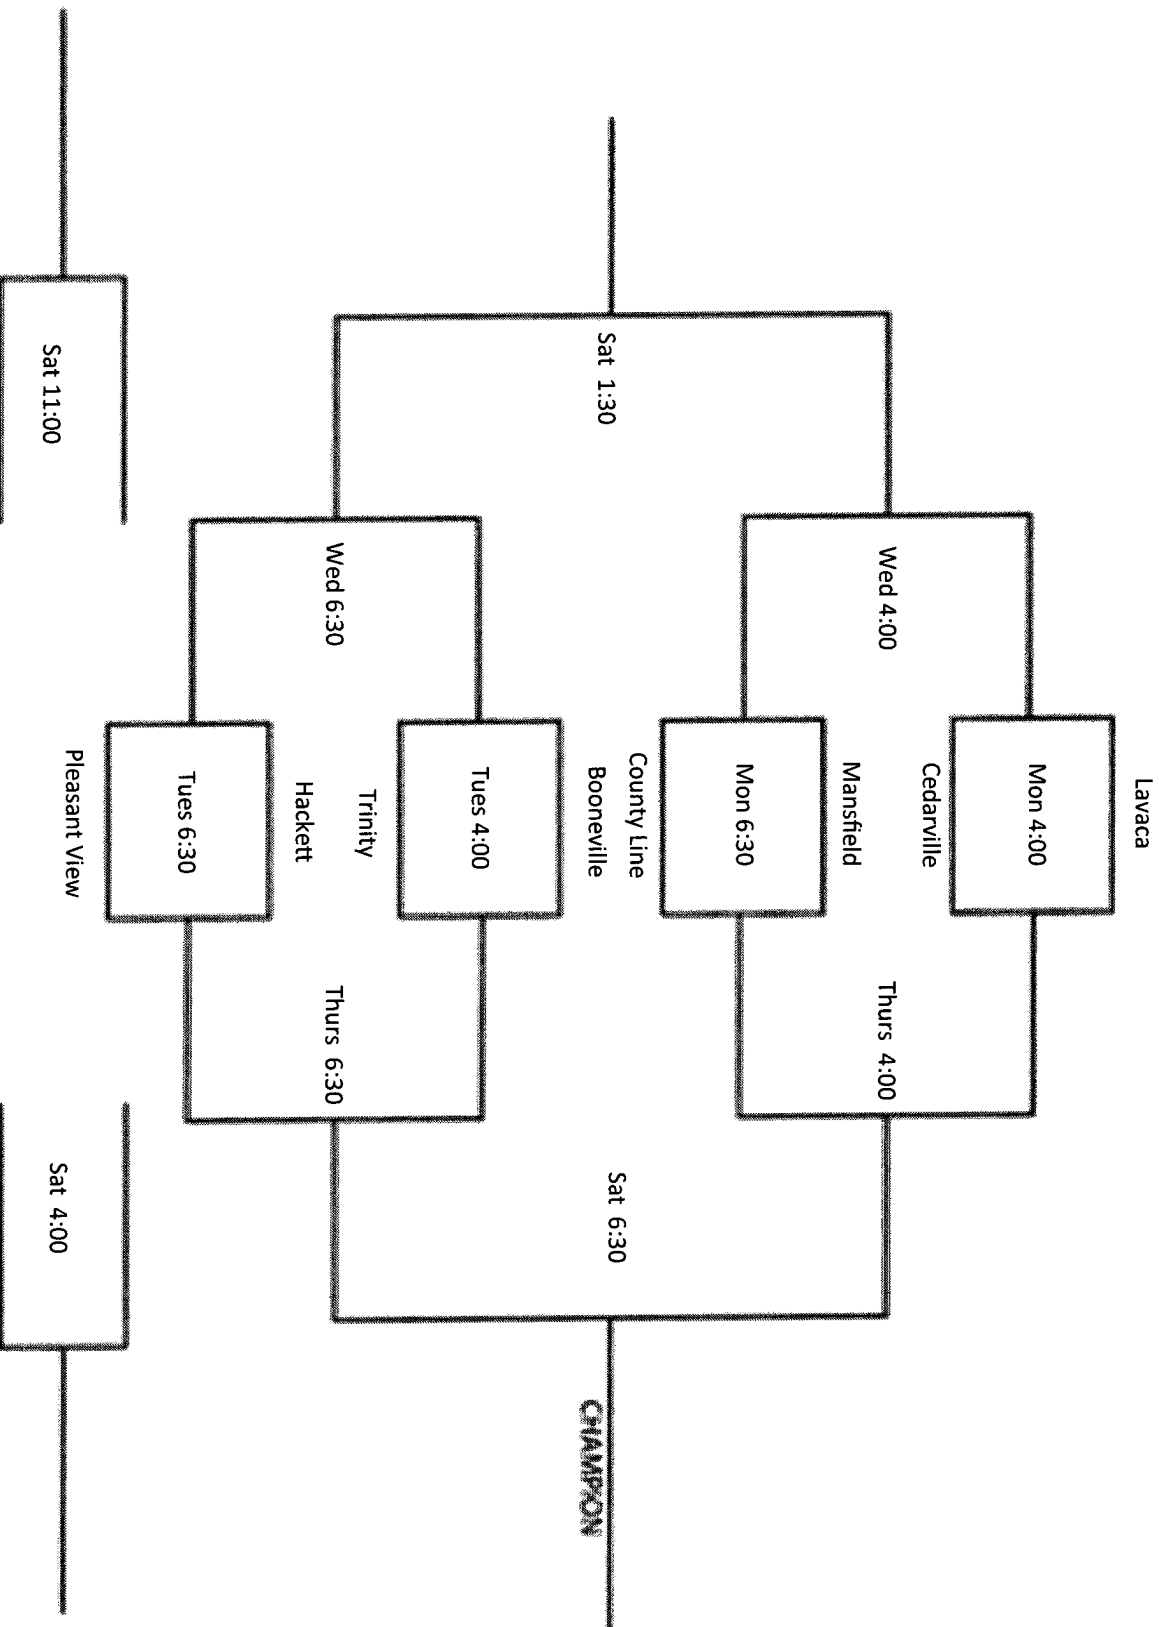 Lavaca
Mon 4:00
Cedarville
Wed 4:00
Thurs 4:00
Mansfield
Mon 6:30
County Line
Sat 1:30
Sat 6:30
CHAMPION
Booneville
Tues 4:00
Trinity
Wed 6:30
Thurs 6:30
Hackett
Tues 6:30
Pleasant View
Sat 11:00
Sat 4:00